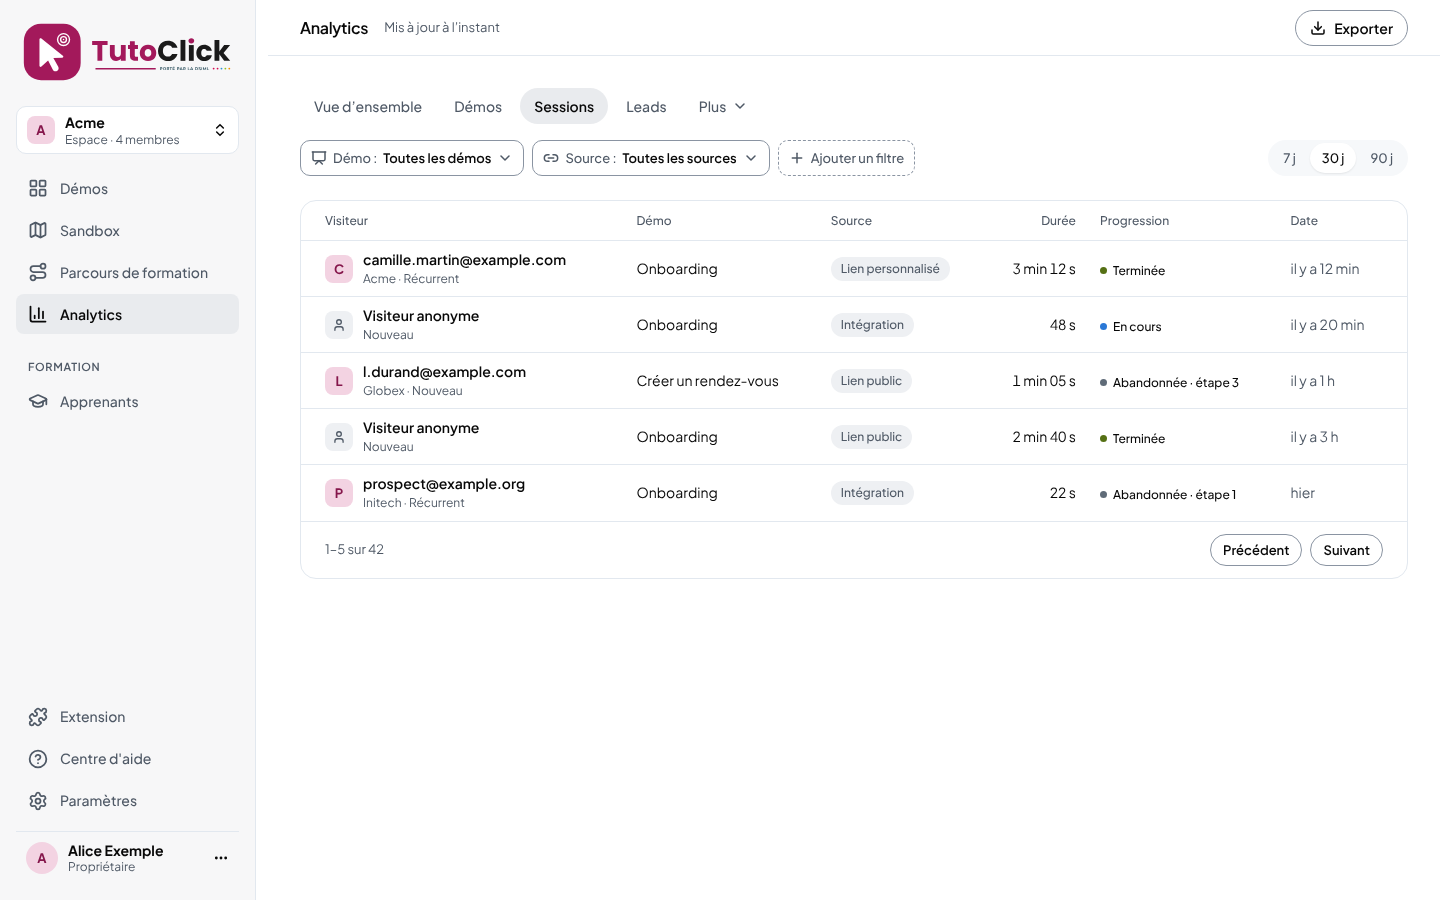 TutoClick
PORTÉ PAR LA DSIML
A
Acme
Espace · 4 membres
Démos
Sandbox
Parcours de formation
Analytics
FORMATION
Apprenants
Extension
Centre d'aide
Paramètres
A
Alice Exemple
Propriétaire
Analytics
Mis à jour à l’instant
Exporter
Vue d’ensemble
Démos
Sessions
Leads
Plus
Démo : Toutes les démos
Source : Toutes les sources
Ajouter un filtre
7 j
30 j
90 j
Visiteur
Démo
Source
Durée
Progression
Date
C
camille.martin@example.com
Acme · Récurrent
Onboarding
Lien personnalisé
3 min 12 s
Terminée
il y a 12 min
Visiteur anonyme
Nouveau
Onboarding
Intégration
48 s
En cours
il y a 20 min
L
l.durand@example.com
Globex · Nouveau
Créer un rendez-vous
Lien public
1 min 05 s
Abandonnée · étape 3
il y a 1 h
Visiteur anonyme
Nouveau
Onboarding
Lien public
2 min 40 s
Terminée
il y a 3 h
P
prospect@example.org
Initech · Récurrent
Onboarding
Intégration
22 s
Abandonnée · étape 1
hier
1–5 sur 42
Précédent
Suivant